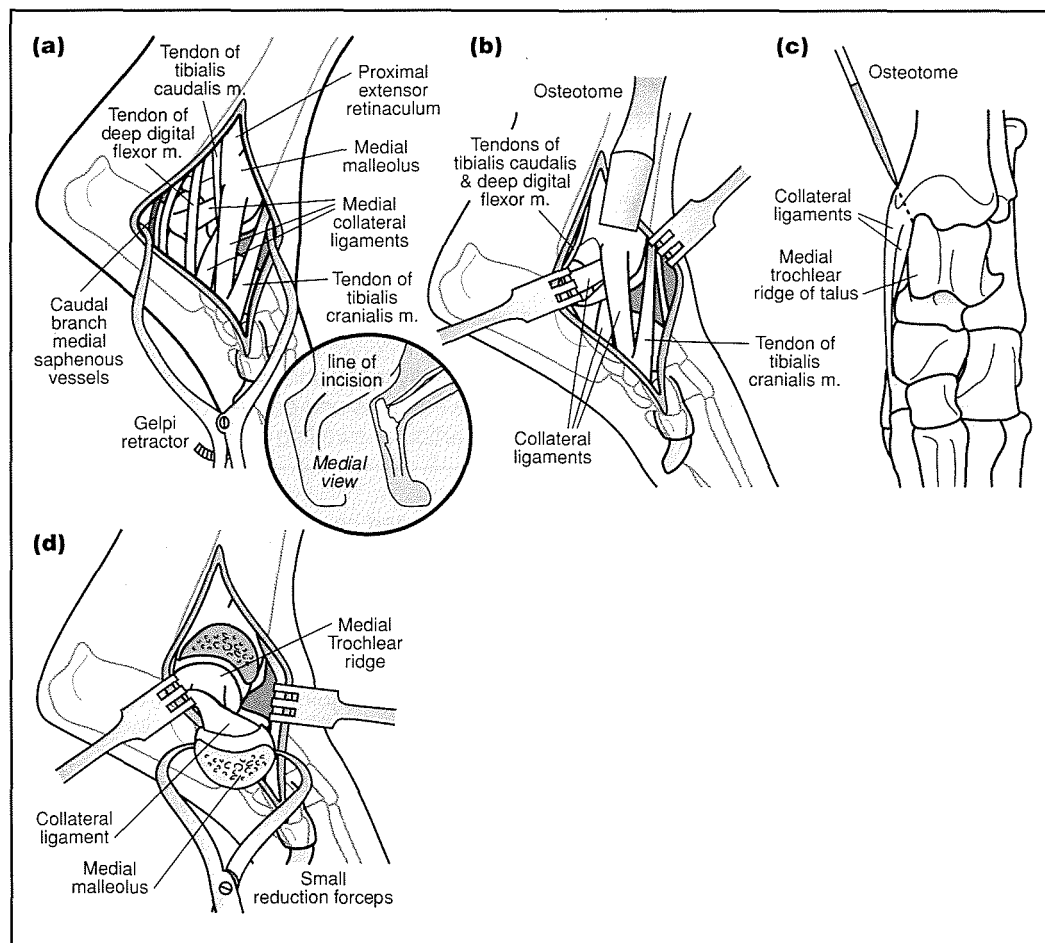 (a)
Tendon of
tibialis
caudalis m.
Tendon of
deep digital
flexor m.
Proximal
extensor
retinaculum
Medial
malleolus
Medial
collateral
ligaments
Tendon of
tibialis
cranialis m.
Caudal
branch
medial
saphenous
vessels
Gelpi
retractor
line of
incision
Medial
view
(b)
Osteotome
Tendons of
tibialis caudalis
& deep digital
flexor m.
Tendon of
tibialis
cranialis m.
Collateral
ligaments
(c)
Osteotome
Collateral
ligaments
Medial
trochlear
ridge of talus
(d)
Medial
Trochlear
ridge
Collateral
ligament
Medial
malleolus
Small
reduction forceps